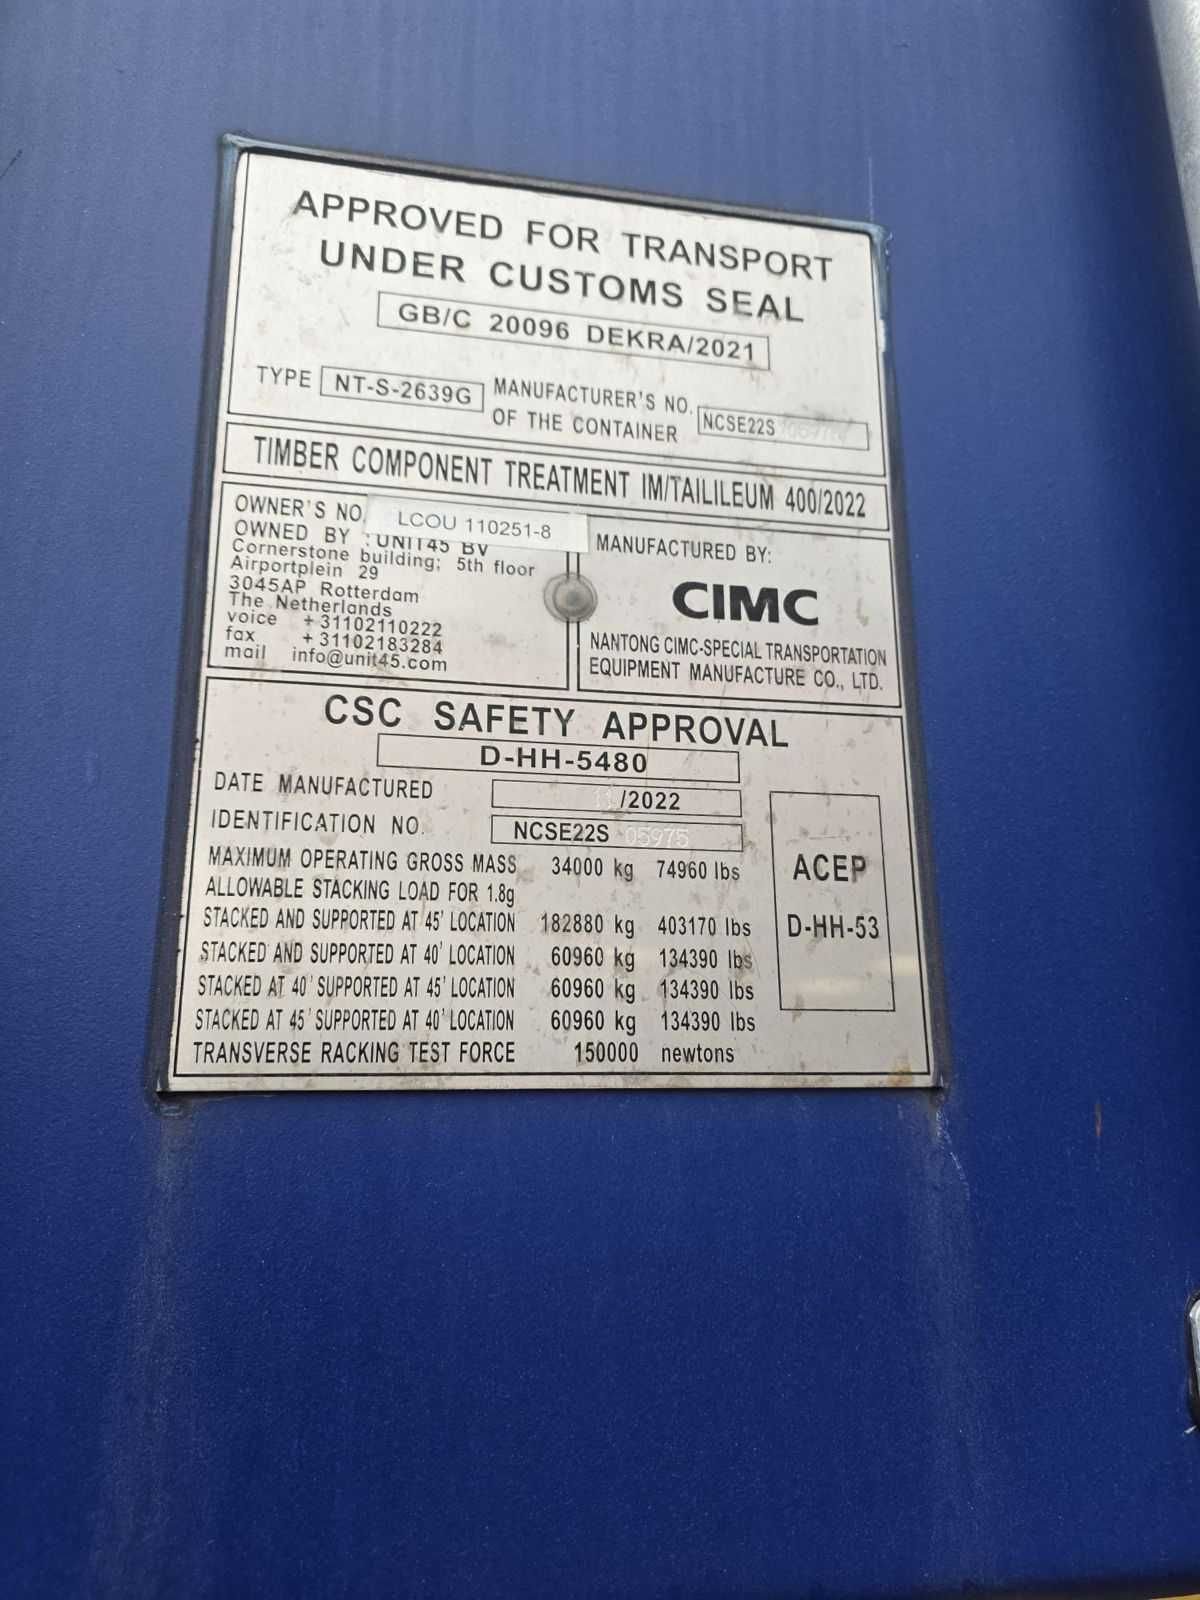 APPROVED FOR TRANSPORT
UNDER CUSTOMS SEAL
GB/C 20096 DEKRA/2021
TYPE NT-S-2639G MANUFACTURER'S NO. OF THE CONTAINER NCSE22S
TIMBER COMPONENT TREATMENT IM/TAILILEUM 400/2022
OWNER'S NO. LCOU 110251-8
OWNED BY : UNIT45 BV
Cornerstone building; 5th floor
Airportplein 29
3045AP Rotterdam
The Netherlands
voice +31102110222
fax +31102183284
mail info@unit45.com
MANUFACTURED BY:
CIMC
NANTONG CIMC-SPECIAL TRANSPORTATION
EQUIPMENT MANUFACTURE CO., LTD.
CSC SAFETY APPROVAL
D-HH-5480
DATE MANUFACTURED 11/2022
IDENTIFICATION NO. NCSE22S 05975
MAXIMUM OPERATING GROSS MASS 34000 kg 74960 lbs
ALLOWABLE STACKING LOAD FOR 1.8g
STACKED AND SUPPORTED AT 45' LOCATION 182880 kg 403170 lbs
STACKED AND SUPPORTED AT 40' LOCATION 60960 kg 134390 lbs
STACKED AT 40' SUPPORTED AT 45' LOCATION 60960 kg 134390 lbs
STACKED AT 45' SUPPORTED AT 40' LOCATION 60960 kg 134390 lbs
TRANSVERSE RACKING TEST FORCE 150000 newtons
ACEP
D-HH-53